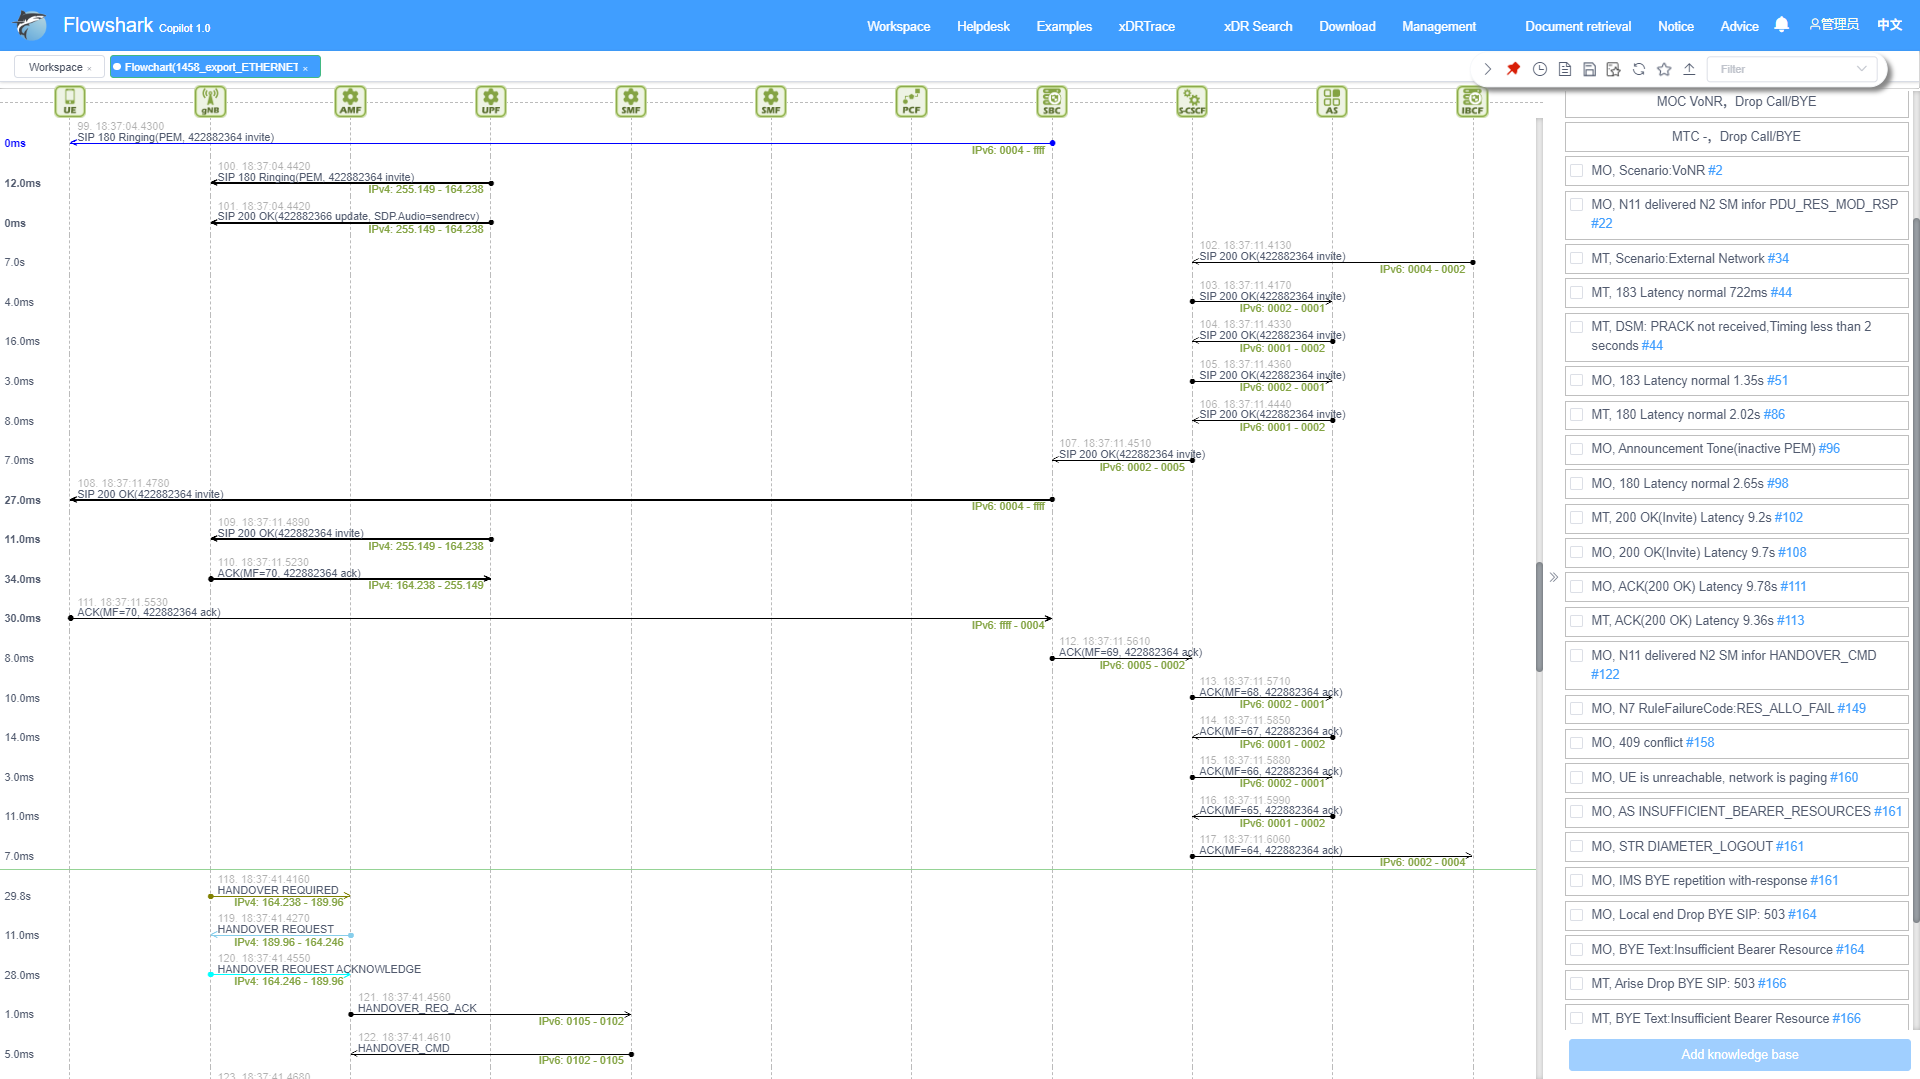 Flowshark Copilot 1.0
Workspace Helpdesk Examples xDRTrace xDR Search Download Management Document retrieval Notice Advice 管理员 中文
Workspace × Flowchart(1458_export_ETHERNET ×
Filter
UE gNB AMF UPF SMF SMF PCF SBC S-CSCF AS IBCF
99. 18:37:04.4300
0ms SIP 180 Ringing(PEM, 422882364 invite)
IPv6: 0004 - ffff
100. 18:37:04.4420
12.0ms SIP 180 Ringing(PEM, 422882364 invite)
IPv4: 255.149 - 164.238
101. 18:37:04.4420
0ms SIP 200 OK(422882366 update, SDP.Audio=sendrecv)
IPv4: 255.149 - 164.238
102. 18:37:11.4130
7.0s SIP 200 OK(422882364 invite)
IPv6: 0004 - 0002
103. 18:37:11.4170
4.0ms SIP 200 OK(422882364 invite)
IPv6: 0002 - 0001
104. 18:37:11.4330
16.0ms SIP 200 OK(422882364 invite)
IPv6: 0001 - 0002
105. 18:37:11.4360
3.0ms SIP 200 OK(422882364 invite)
IPv6: 0002 - 0001
106. 18:37:11.4440
8.0ms SIP 200 OK(422882364 invite)
IPv6: 0001 - 0002
107. 18:37:11.4510
7.0ms SIP 200 OK(422882364 invite)
IPv6: 0002 - 0005
108. 18:37:11.4780
27.0ms SIP 200 OK(422882364 invite)
IPv6: 0004 - ffff
109. 18:37:11.4890
11.0ms SIP 200 OK(422882364 invite)
IPv4: 255.149 - 164.238
110. 18:37:11.5230
34.0ms ACK(MF=70, 422882364 ack)
IPv4: 164.238 - 255.149
111. 18:37:11.5530
30.0ms ACK(MF=70, 422882364 ack)
IPv6: ffff - 0004
112. 18:37:11.5610
8.0ms ACK(MF=69, 422882364 ack)
IPv6: 0005 - 0002
113. 18:37:11.5710
10.0ms ACK(MF=68, 422882364 ack)
IPv6: 0002 - 0001
114. 18:37:11.5850
14.0ms ACK(MF=67, 422882364 ack)
IPv6: 0001 - 0002
115. 18:37:11.5880
3.0ms ACK(MF=66, 422882364 ack)
IPv6: 0002 - 0001
116. 18:37:11.5990
11.0ms ACK(MF=65, 422882364 ack)
IPv6: 0001 - 0002
117. 18:37:11.6060
7.0ms ACK(MF=64, 422882364 ack)
IPv6: 0002 - 0004
118. 18:37:41.4160
29.8s HANDOVER REQUIRED
IPv4: 164.238 - 189.96
119. 18:37:41.4270
11.0ms HANDOVER REQUEST
IPv4: 189.96 - 164.246
120. 18:37:41.4550
28.0ms HANDOVER REQUEST ACKNOWLEDGE
IPv4: 164.246 - 189.96
121. 18:37:41.4560
1.0ms HANDOVER_REQ_ACK
IPv6: 0105 - 0102
122. 18:37:41.4610
5.0ms HANDOVER_CMD
IPv6: 0102 - 0105
123. 18:37:41.4680
MOC VoNR, Drop Call/BYE
MTC -, Drop Call/BYE
MO, Scenario:VoNR #2
MO, N11 delivered N2 SM infor PDU_RES_MOD_RSP
#22
MT, Scenario:External Network #34
MT, 183 Latency normal 722ms #44
MT, DSM: PRACK not received,Timing less than 2
seconds #44
MO, 183 Latency normal 1.35s #51
MT, 180 Latency normal 2.02s #86
MO, Announcement Tone(inactive PEM) #96
MO, 180 Latency normal 2.65s #98
MT, 200 OK(Invite) Latency 9.2s #102
MO, 200 OK(Invite) Latency 9.7s #108
MO, ACK(200 OK) Latency 9.78s #111
MT, ACK(200 OK) Latency 9.36s #113
MO, N11 delivered N2 SM infor HANDOVER_CMD
#122
MO, N7 RuleFailureCode:RES_ALLO_FAIL #149
MO, 409 conflict #158
MO, UE is unreachable, network is paging #160
MO, AS INSUFFICIENT_BEARER_RESOURCES #161
MO, STR DIAMETER_LOGOUT #161
MO, IMS BYE repetition with-response #161
MO, Local end Drop BYE SIP: 503 #164
MO, BYE Text:Insufficient Bearer Resource #164
MT, Arise Drop BYE SIP: 503 #166
MT, BYE Text:Insufficient Bearer Resource #166
Add knowledge base